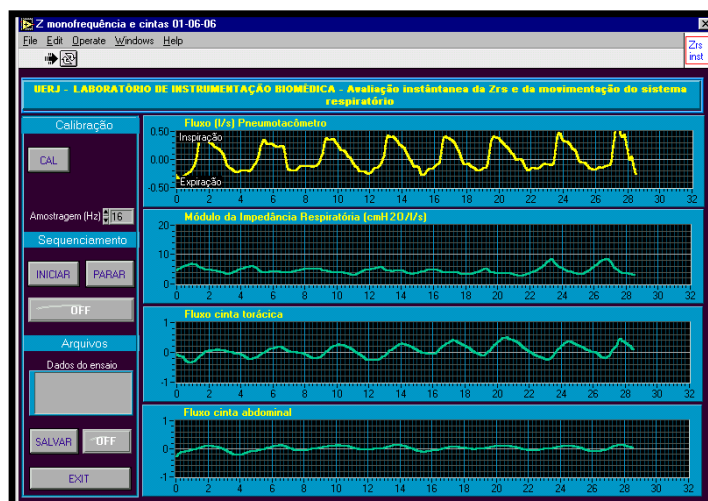 Z monofrequência e cintas 01-06-06
File Edit Operate Windows Help
Zrs
inst
UERJ - LABORATÓRIO DE INSTRUMENTAÇÃO BIOMÉDICA - Avaliação instântanea da Zrs e da movimentação do sistema
respiratório
Calibração
CAL
Amostragem (Hz) 16
Sequenciamento
INICIAR PARAR
OFF
Arquivos
Dados do ensaio
SALVAR OFF
EXIT
Fluxo (l/s) Pneumotacômetro
0.50
Inspiração
0.00
Expiração
-0.50
0 2 4 6 8 10 12 14 16 18 20 22 24 26 28 30 32
Módulo da Impedância Respiratória (cmH2O/l/s)
20
10
0
0 2 4 6 8 10 12 14 16 18 20 22 24 26 28 30 32
Fluxo cinta torácica
1
0
-1
0 2 4 6 8 10 12 14 16 18 20 22 24 26 28 30 32
Fluxo cinta abdominal
1
0
-1
0 2 4 6 8 10 12 14 16 18 20 22 24 26 28 30 32